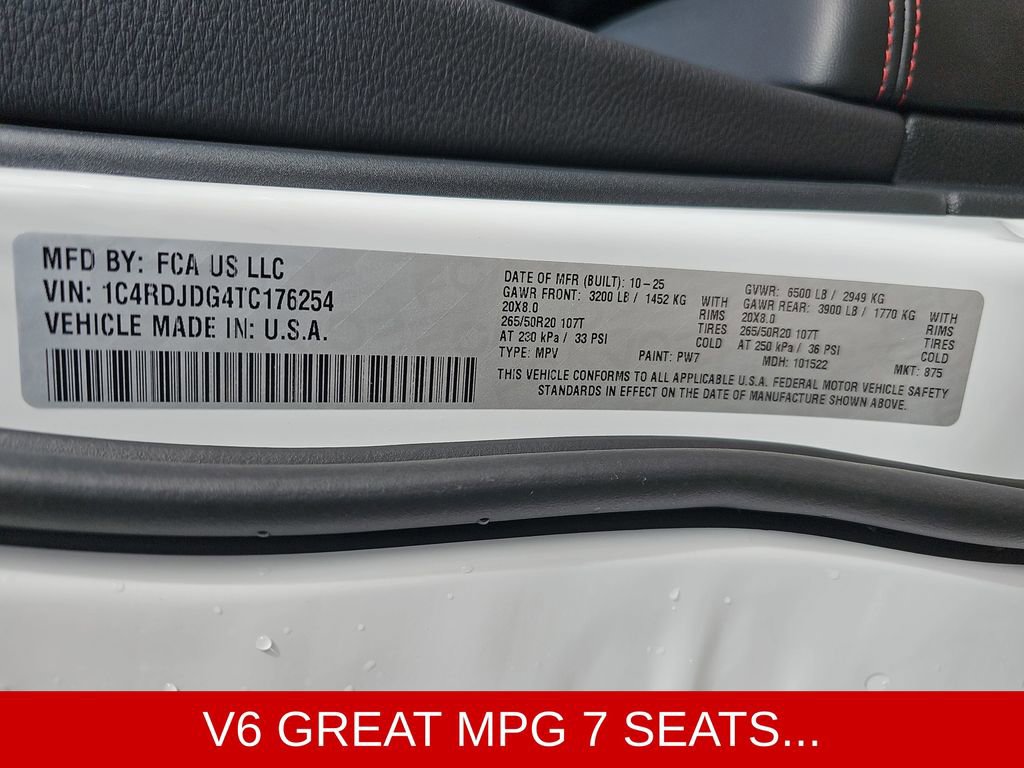 MFD BY: FCA US LLC
VIN: 1C4RDJDG4TC176254
VEHICLE MADE IN: U.S.A.
DATE OF MFR (BUILT): 10-25
GAWR FRONT: 3200 LB / 1452 KG WITH
20X8.0 RIMS
265/50R20 107T TIRES
AT 230 kPa / 33 PSI COLD
TYPE: MPV PAINT: PW7
GVWR: 6500 LB / 2949 KG
GAWR REAR: 3900 LB / 1770 KG WITH
20X8.0 RIMS
265/50R20 107T TIRES
AT 250 kPa / 36 PSI COLD
MDH: 101522 MKT: 875
THIS VEHICLE CONFORMS TO ALL APPLICABLE U.S.A. FEDERAL MOTOR VEHICLE SAFETY
STANDARDS IN EFFECT ON THE DATE OF MANUFACTURE SHOWN ABOVE.
V6 GREAT MPG 7 SEATS...